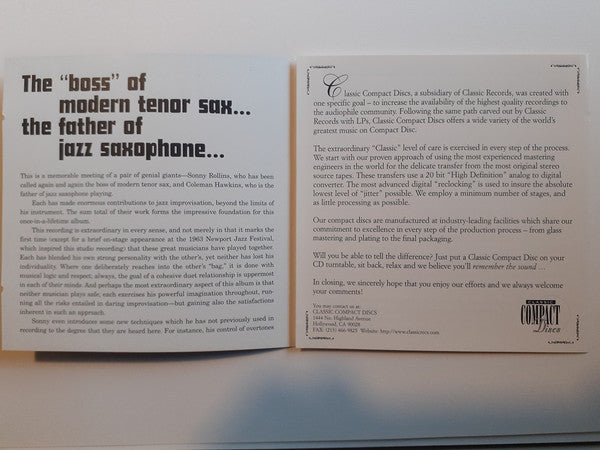 The "boss" of
modern tenor sax...
the father of
jazz saxophone...
This is a memorable meeting of a pair of genial giants—Sonny Rollins, who has been
called again and again the boss of modern tenor sax, and Coleman Hawkins, who is the
father of jazz saxophone playing.
Each has made enormous contributions to jazz improvisation, beyond the limits of
his instrument. The sum total of their work forms the impressive foundation for this
once-in-a-lifetime album.
This recording is extraordinary in every sense, and not merely in that it marks the
first time (except for a brief on-stage appearance at the 1963 Newport Jazz Festival,
which inspired this studio recording) that these great musicians have played together.
Each has blended his own strong personality with the other's, yet neither has lost his
individuality. Where one deliberately reaches into the other's "bag," it is done with
musical logic and respect; always, the goal of a cohesive dual relationship is uppermost
in each of their minds. And perhaps the most extraordinary aspect of this album is that
neither musician plays safe; each exercises his powerful imagination throughout, run-
ning all the risks entailed in daring improvisation—but gaining also the satisfactions
inherent in such an approach.
Sonny even introduces some new techniques which he has not previously used in
recording to the degree that they are heard here. For instance, his control of overtones
Classic Compact Discs, a subsidiary of Classic Records, was created with
one specific goal – to increase the availability of the highest quality recordings to
the audiophile community. Following the same path carved out by Classic
Records with LPs, Classic Compact Discs offers a wide variety of the world's
greatest music on Compact Disc.
The extraordinary "Classic" level of care is exercised in every step of the process.
We start with our proven approach of using the most experienced mastering
engineers in the world for the delicate transfer from the most original stereo
source tapes. These transfers use a 20 bit "High Definition" analog to digital
converter. The most advanced digital "reclocking" is used to insure the absolute
lowest level of "jitter" possible. We employ a minimum number of stages, and
as little processing as possible.
Our compact discs are manufactured at industry-leading facilities which share our
commitment to excellence in every step of the production process – from glass
mastering and plating to the final packaging.
Will you be able to tell the difference? Just put a Classic Compact Disc on your
CD turntable, sit back, relax and we believe you'll remember the sound ...
In closing, we sincerely hope that you enjoy our efforts and we always welcome
your comments!
You may contact us at:
CLASSIC COMPACT DISCS
1444 No. Highland Avenue
Hollywood, CA 90028
FAX: (213) 466-9823 Website: http://www.classicrecs.com
CLASSIC
COMPACT
Discs